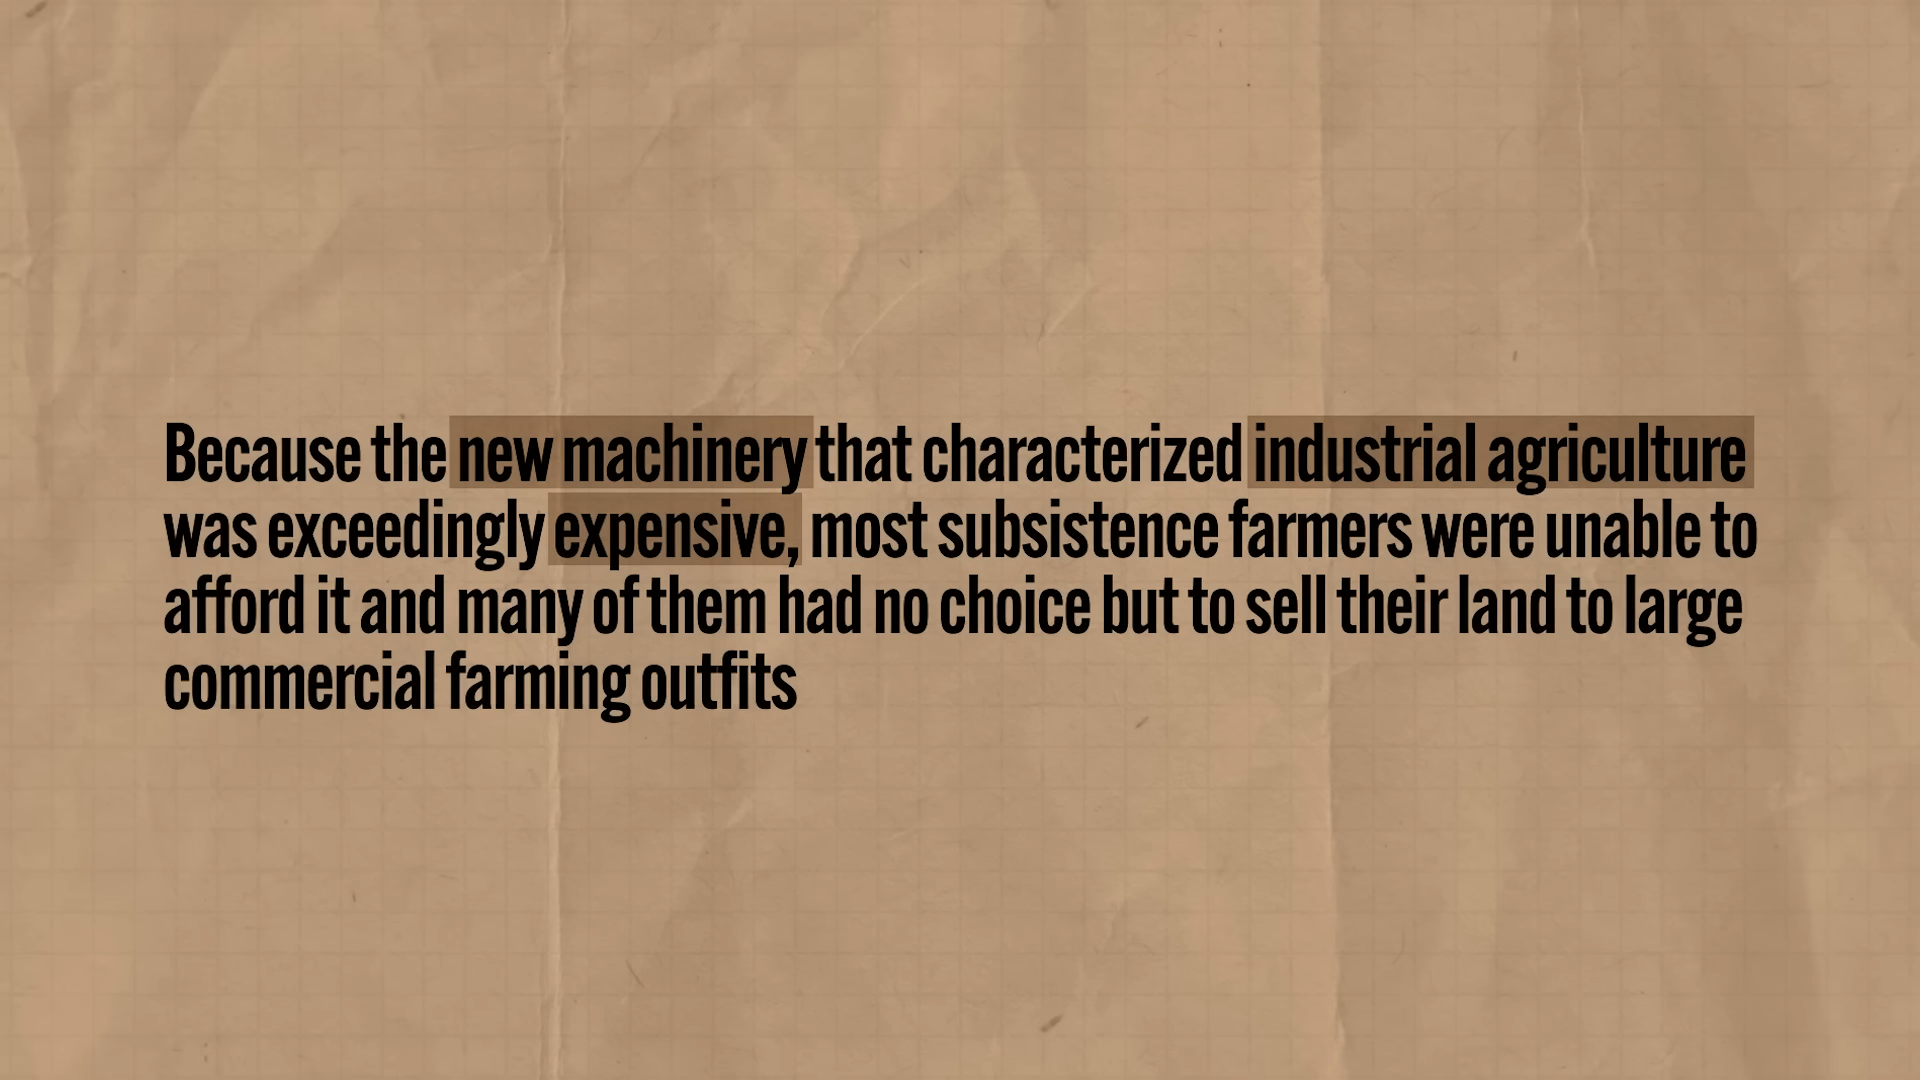 Because the new machinery that characterized industrial agriculture
was exceedingly expensive, most subsistence farmers were unable to
afford it and many of them had no choice but to sell their land to large
commercial farming outfits